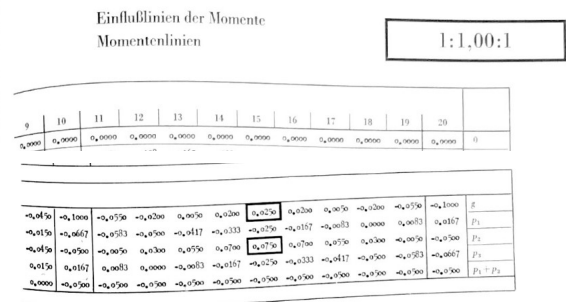 Einflußlinien der Momente
Momentenlinien
1:1,00:1
9 10 11 12 13 14 15 16 17 18 19 20
0,0000 0,0000 0,0000 0,0000 0,0000 0,0000 0,0000 0,0000 0,0000 0,0000 0,0000 0,0000 0
-0,0450 -0,1000 -0,0550 -0,0200 0,0050 0,0200 0,0250 0,0200 0,0050 -0,0200 -0,0550 -0,1000 g
-0,0150 -0,0667 -0,0583 -0,0500 -0,0417 -0,0333 -0,0250 -0,0167 -0,0083 0,0000 0,0083 0,0167 p₁
-0,0450 -0,0500 -0,0050 0,0300 0,0550 0,0700 0,0750 0,0700 0,0550 0,0300 -0,0050 -0,0500 p₂
0,0150 0,0167 0,0083 0,0000 -0,0083 -0,0167 -0,0250 -0,0333 -0,0417 -0,0500 -0,0583 -0,0667 p₃
0,0000 -0,0500 -0,0500 -0,0500 -0,0500 -0,0500 -0,0500 -0,0500 -0,0500 -0,0500 -0,0500 -0,0500 p₁+p₃